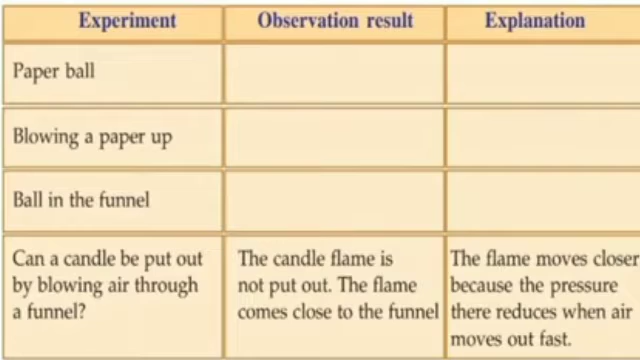 Experiment Observation result Explanation
Paper ball
Blowing a paper up
Ball in the funnel
Can a candle be put out
by blowing air through
a funnel?
The candle flame is
not put out. The flame
comes close to the funnel
The flame moves closer
because the pressure
there reduces when air
moves out fast.